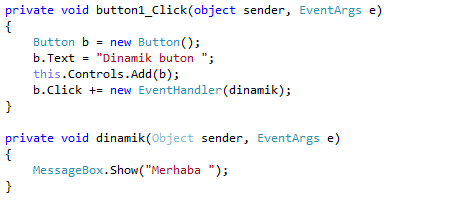 private void button1_Click(object sender, EventArgs e)
{
    Button b = new Button();
    b.Text = "Dinamik buton ";
    this.Controls.Add(b);
    b.Click += new EventHandler(dinamik);
}

private void dinamik(Object sender, EventArgs e)
{
    MessageBox.Show("Merhaba ");
}